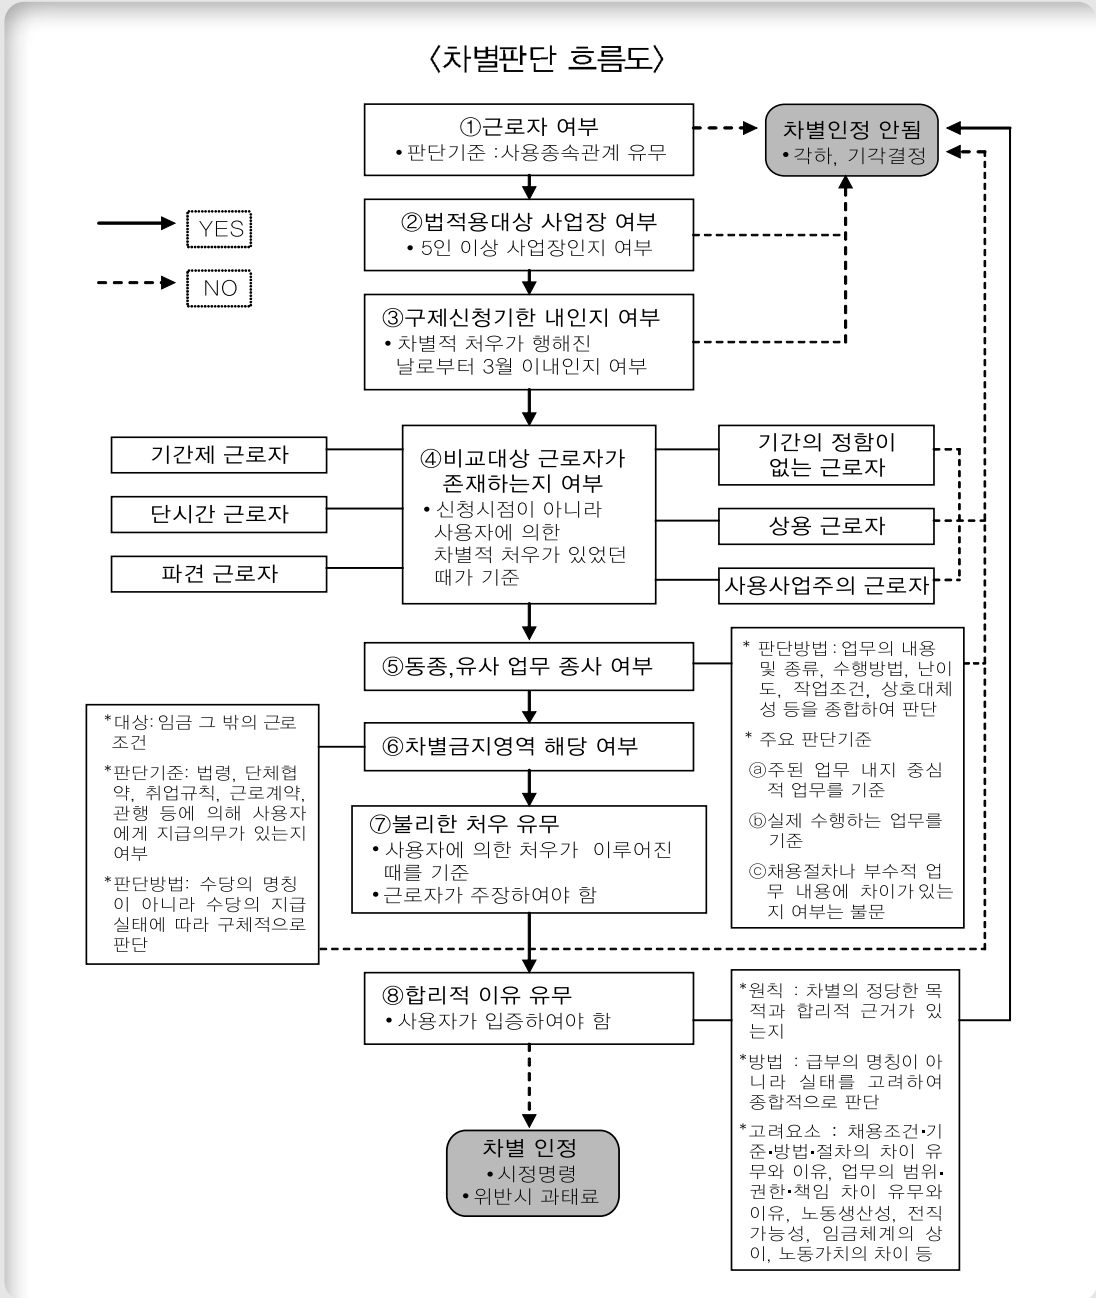 〈차별판단 흐름도〉
①근로자 여부
• 판단기준 : 사용종속관계 유무
차별인정 안됨
• 각하, 기각결정
YES
NO
②법적용대상 사업장 여부
• 5인 이상 사업장인지 여부
③구제신청기한 내인지 여부
• 차별적 처우가 행해진
날로부터 3월 이내인지 여부
기간제 근로자
단시간 근로자
파견 근로자
④비교대상 근로자가
존재하는지 여부
• 신청시점이 아니라
사용자에 의한
차별적 처우가 있었던
때가 기준
기간의 정함이
없는 근로자
상용 근로자
사용사업주의 근로자
⑤동종,유사 업무 종사 여부
* 판단방법 : 업무의 내용
및 종류, 수행방법, 난이
도, 작업조건, 상호대체
성 등을 종합하여 판단
* 주요 판단기준
ⓐ주된 업무 내지 중심
적 업무를 기준
ⓑ실제 수행하는 업무를
기준
ⓒ채용절차나 부수적 업
무 내용에 차이가 있는
지 여부는 불문
*대상: 임금 그 밖의 근로
조건
*판단기준: 법령, 단체협
약, 취업규칙, 근로계약,
관행 등에 의해 사용자
에게 지급의무가 있는지
여부
*판단방법: 수당의 명칭
이 아니라 수당의 지급
실태에 따라 구체적으로
판단
⑥차별금지영역 해당 여부
⑦불리한 처우 유무
• 사용자에 의한 처우가 이루어진
때를 기준
• 근로자가 주장하여야 함
⑧합리적 이유 유무
• 사용자가 입증하여야 함
*원칙 : 차별의 정당한 목
적과 합리적 근거가 있
는지
*방법 : 급부의 명칭이 아
니라 실태를 고려하여
종합적으로 판단
*고려요소 : 채용조건·기
준·방법·절차의 차이 유
무와 이유, 업무의 범위·
권한·책임 차이 유무와
이유, 노동생산성, 전직
가능성, 임금체계의 상
이, 노동가치의 차이 등
차별 인정
• 시정명령
• 위반시 과태료